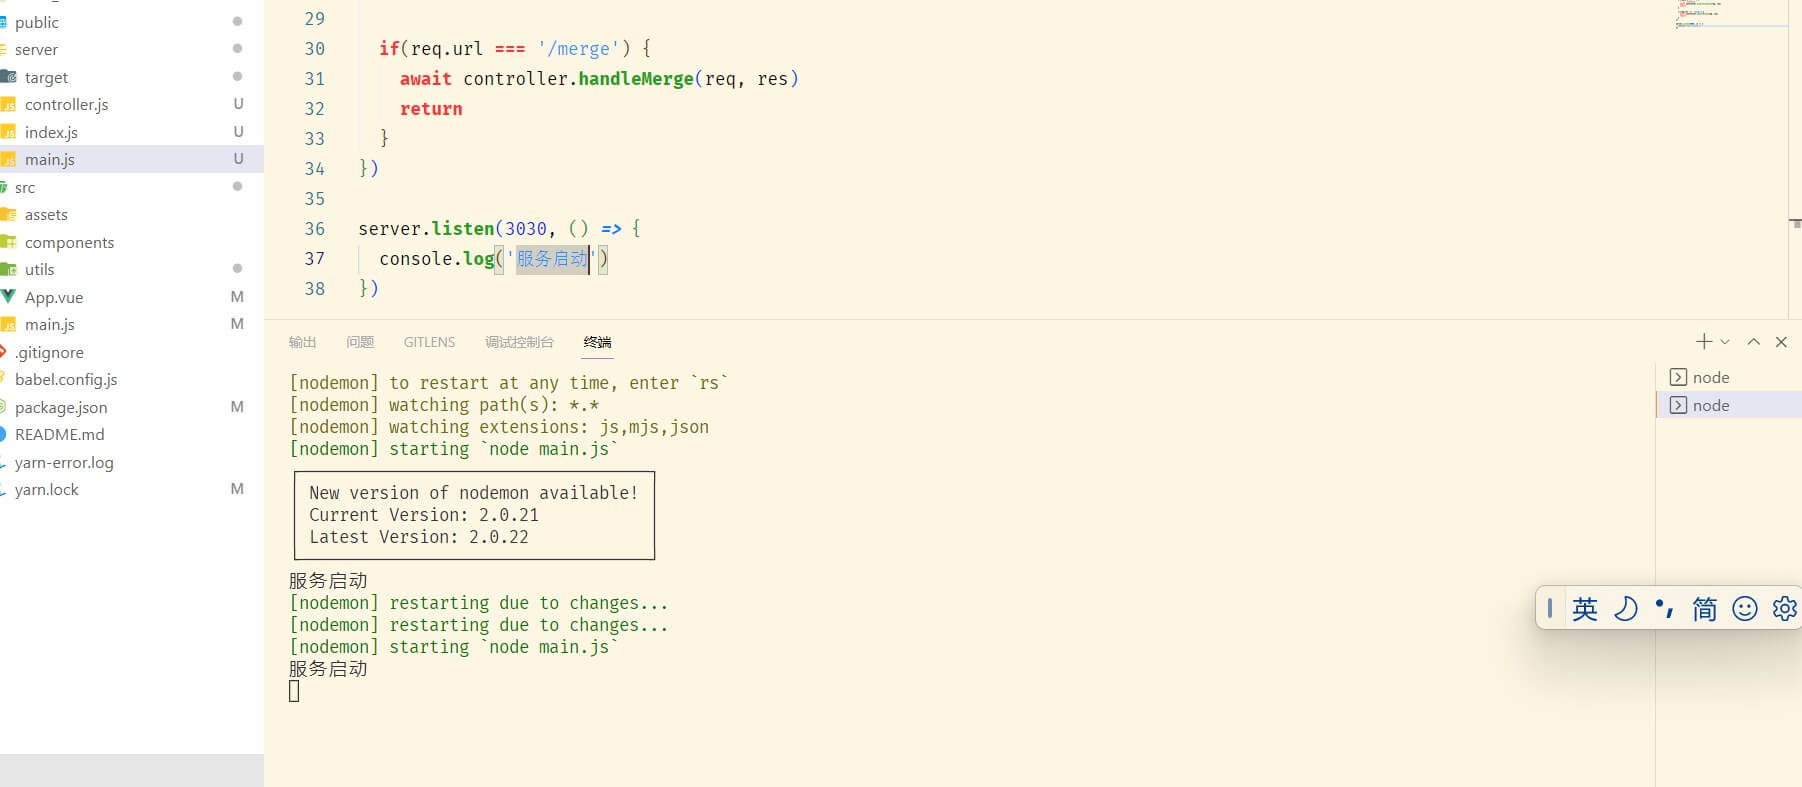 public
server
target
controller.js U
index.js U
main.js U
src
assets
components
utils
App.vue M
main.js M
.gitignore
babel.config.js
package.json M
README.md
yarn-error.log
yarn.lock M
29
30 if(req.url === '/merge') {
31 await controller.handleMerge(req, res)
32 return
33 }
34 })
35
36 server.listen(3030, () => {
37 console.log('服务启动')
38 })
输出 问题 GITLENS 调试控制台 终端
[nodemon] to restart at any time, enter `rs`
[nodemon] watching path(s): *.*
[nodemon] watching extensions: js,mjs,json
[nodemon] starting `node main.js`
New version of nodemon available!
Current Version: 2.0.21
Latest Version: 2.0.22
服务启动
[nodemon] restarting due to changes...
[nodemon] restarting due to changes...
[nodemon] starting `node main.js`
服务启动
node
node
英 简